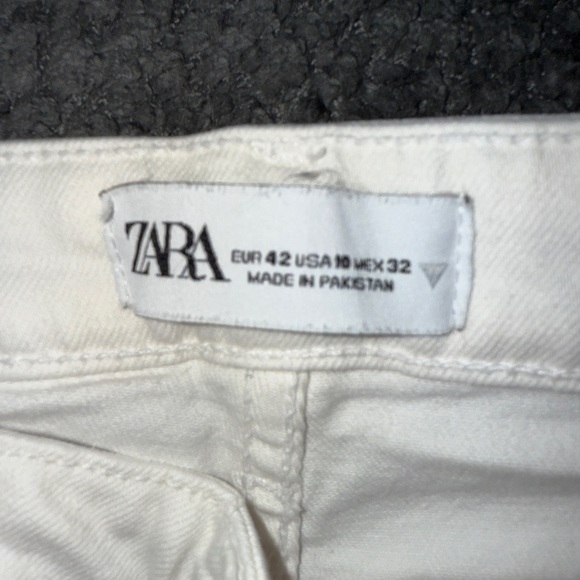 ZARA
EUR 42 USA 10 MEX 32
MADE IN PAKISTAN